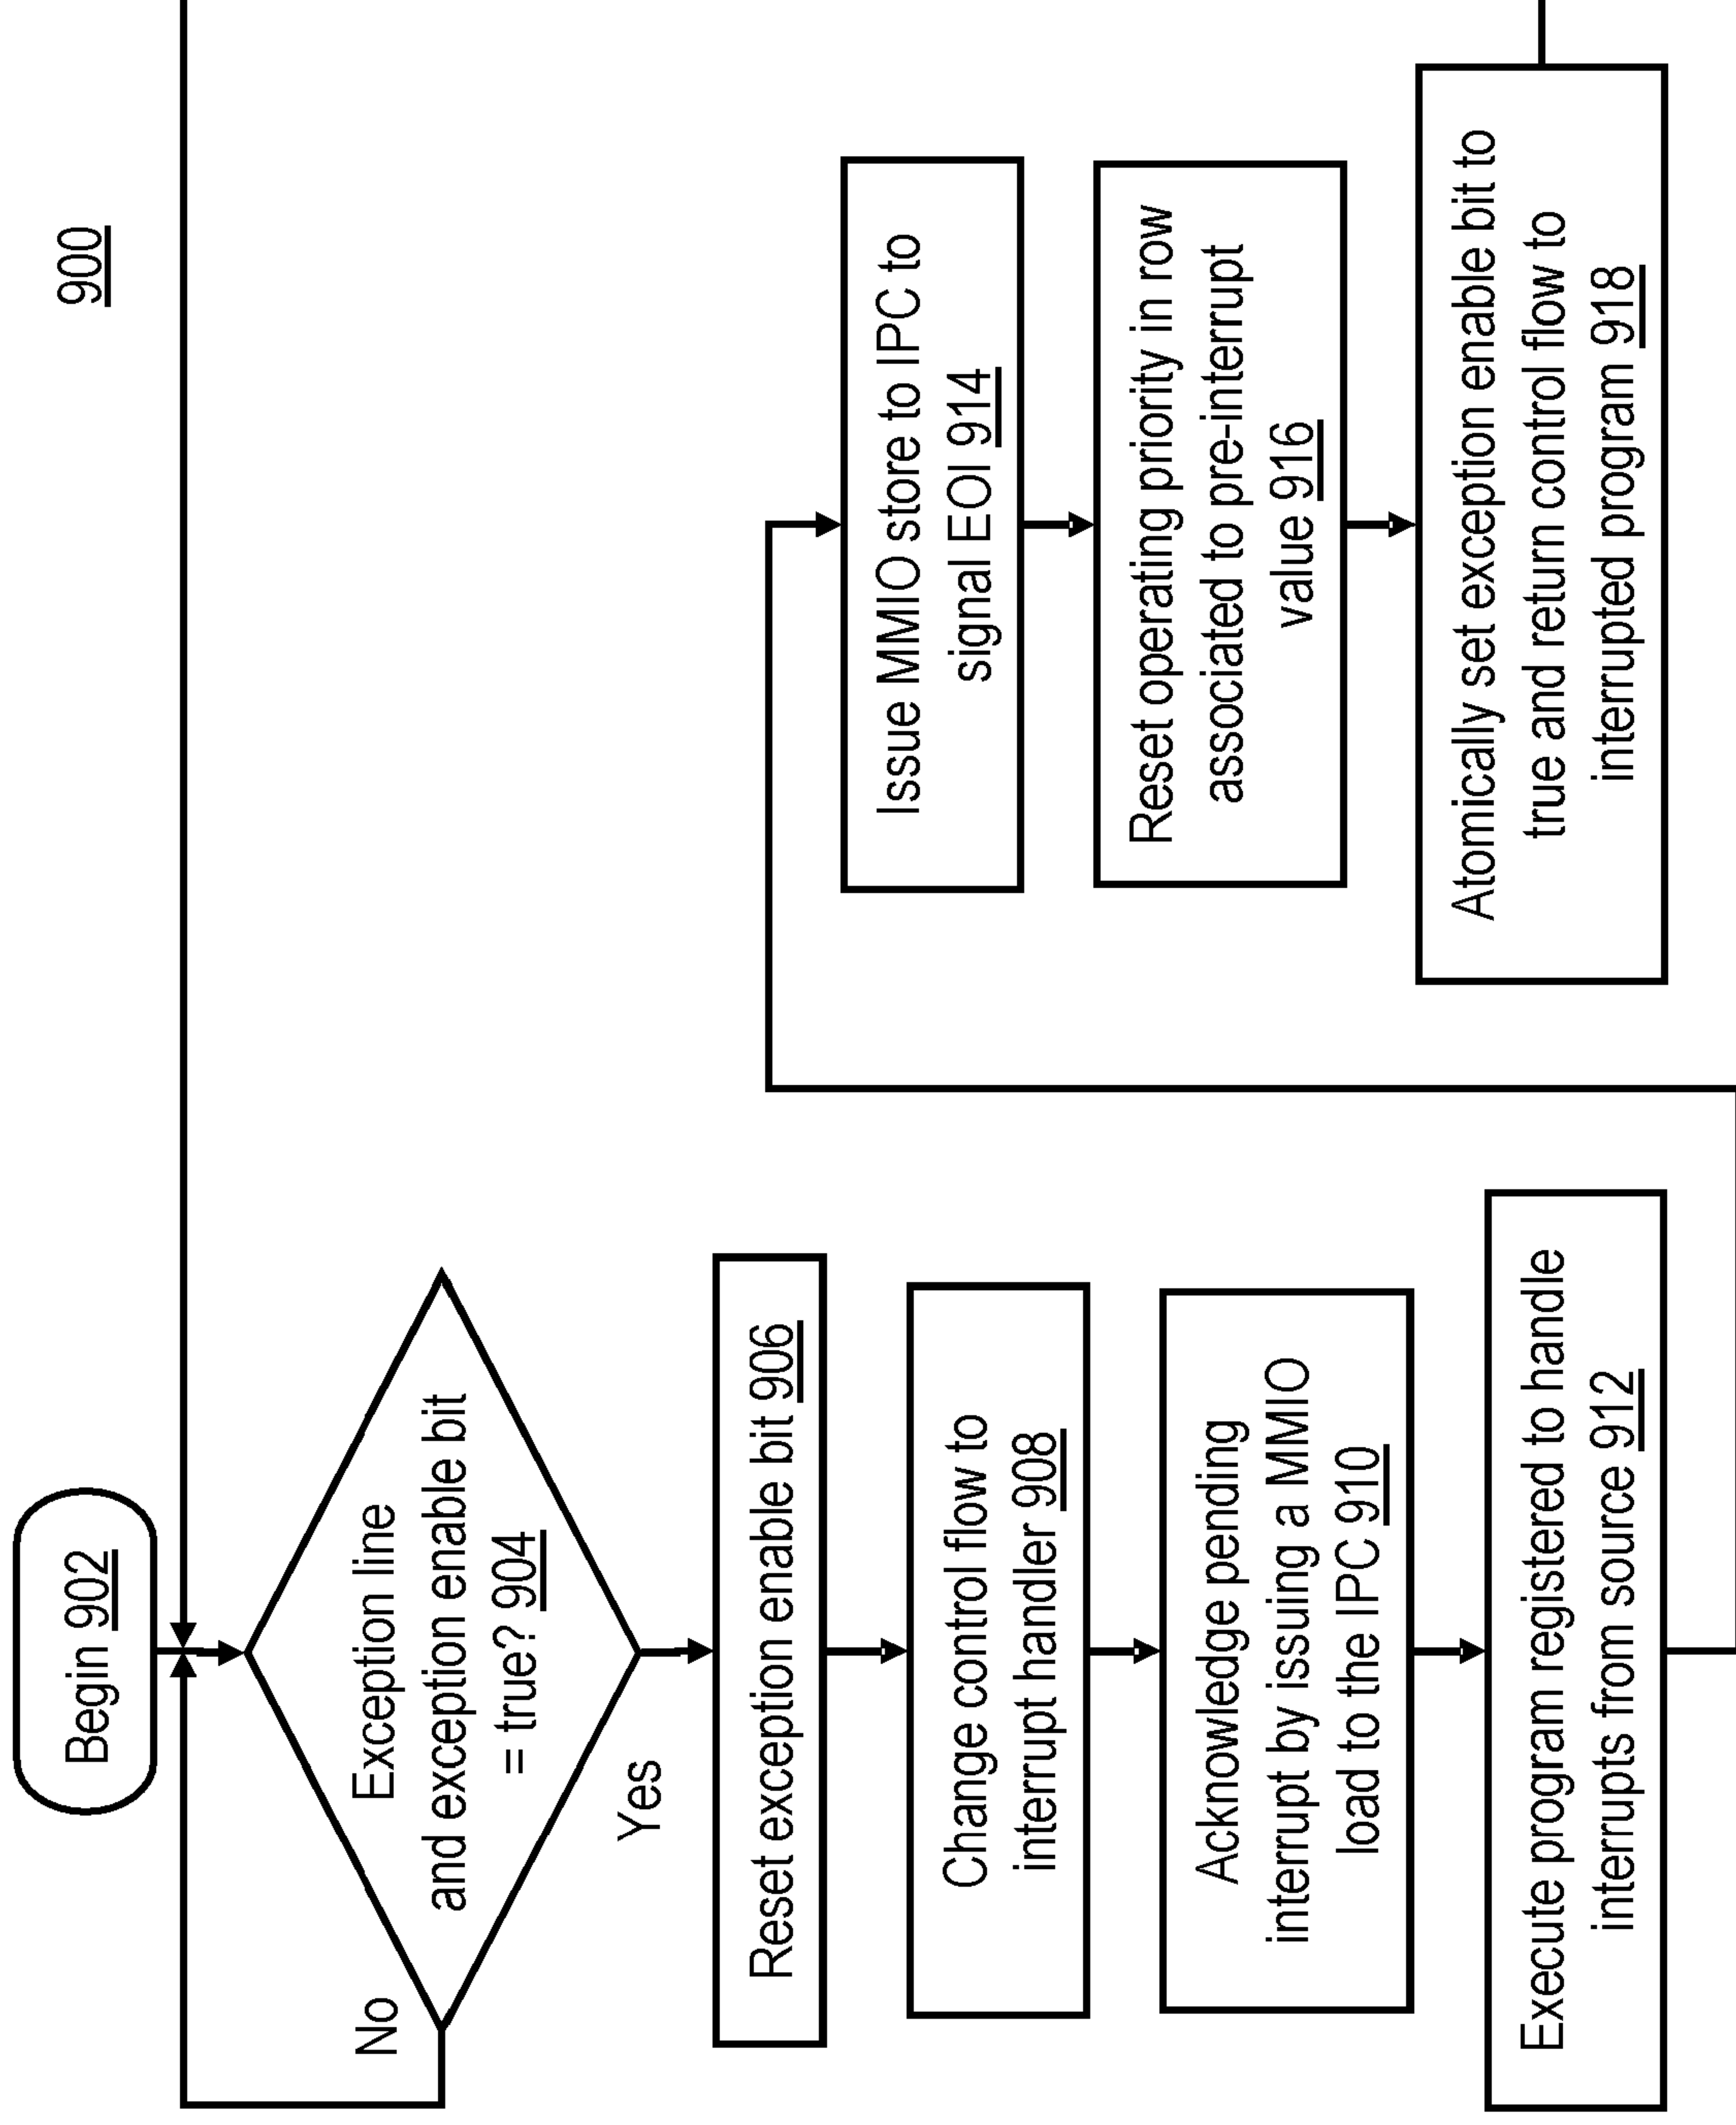 900
Begin 902
Exception line
and exception enable bit
= true? 904
No
Yes
Reset exception enable bit 906
Change control flow to
interrupt handler 908
Acknowledge pending
interrupt by issuing a MMIO
load to the IPC 910
Execute program registered to handle
interrupts from source 912
Issue MMIO store to IPC to
signal EOI 914
Reset operating priority in row
associated to pre-interrupt
value 916
Atomically set exception enable bit to
true and return control flow to
interrupted program 918